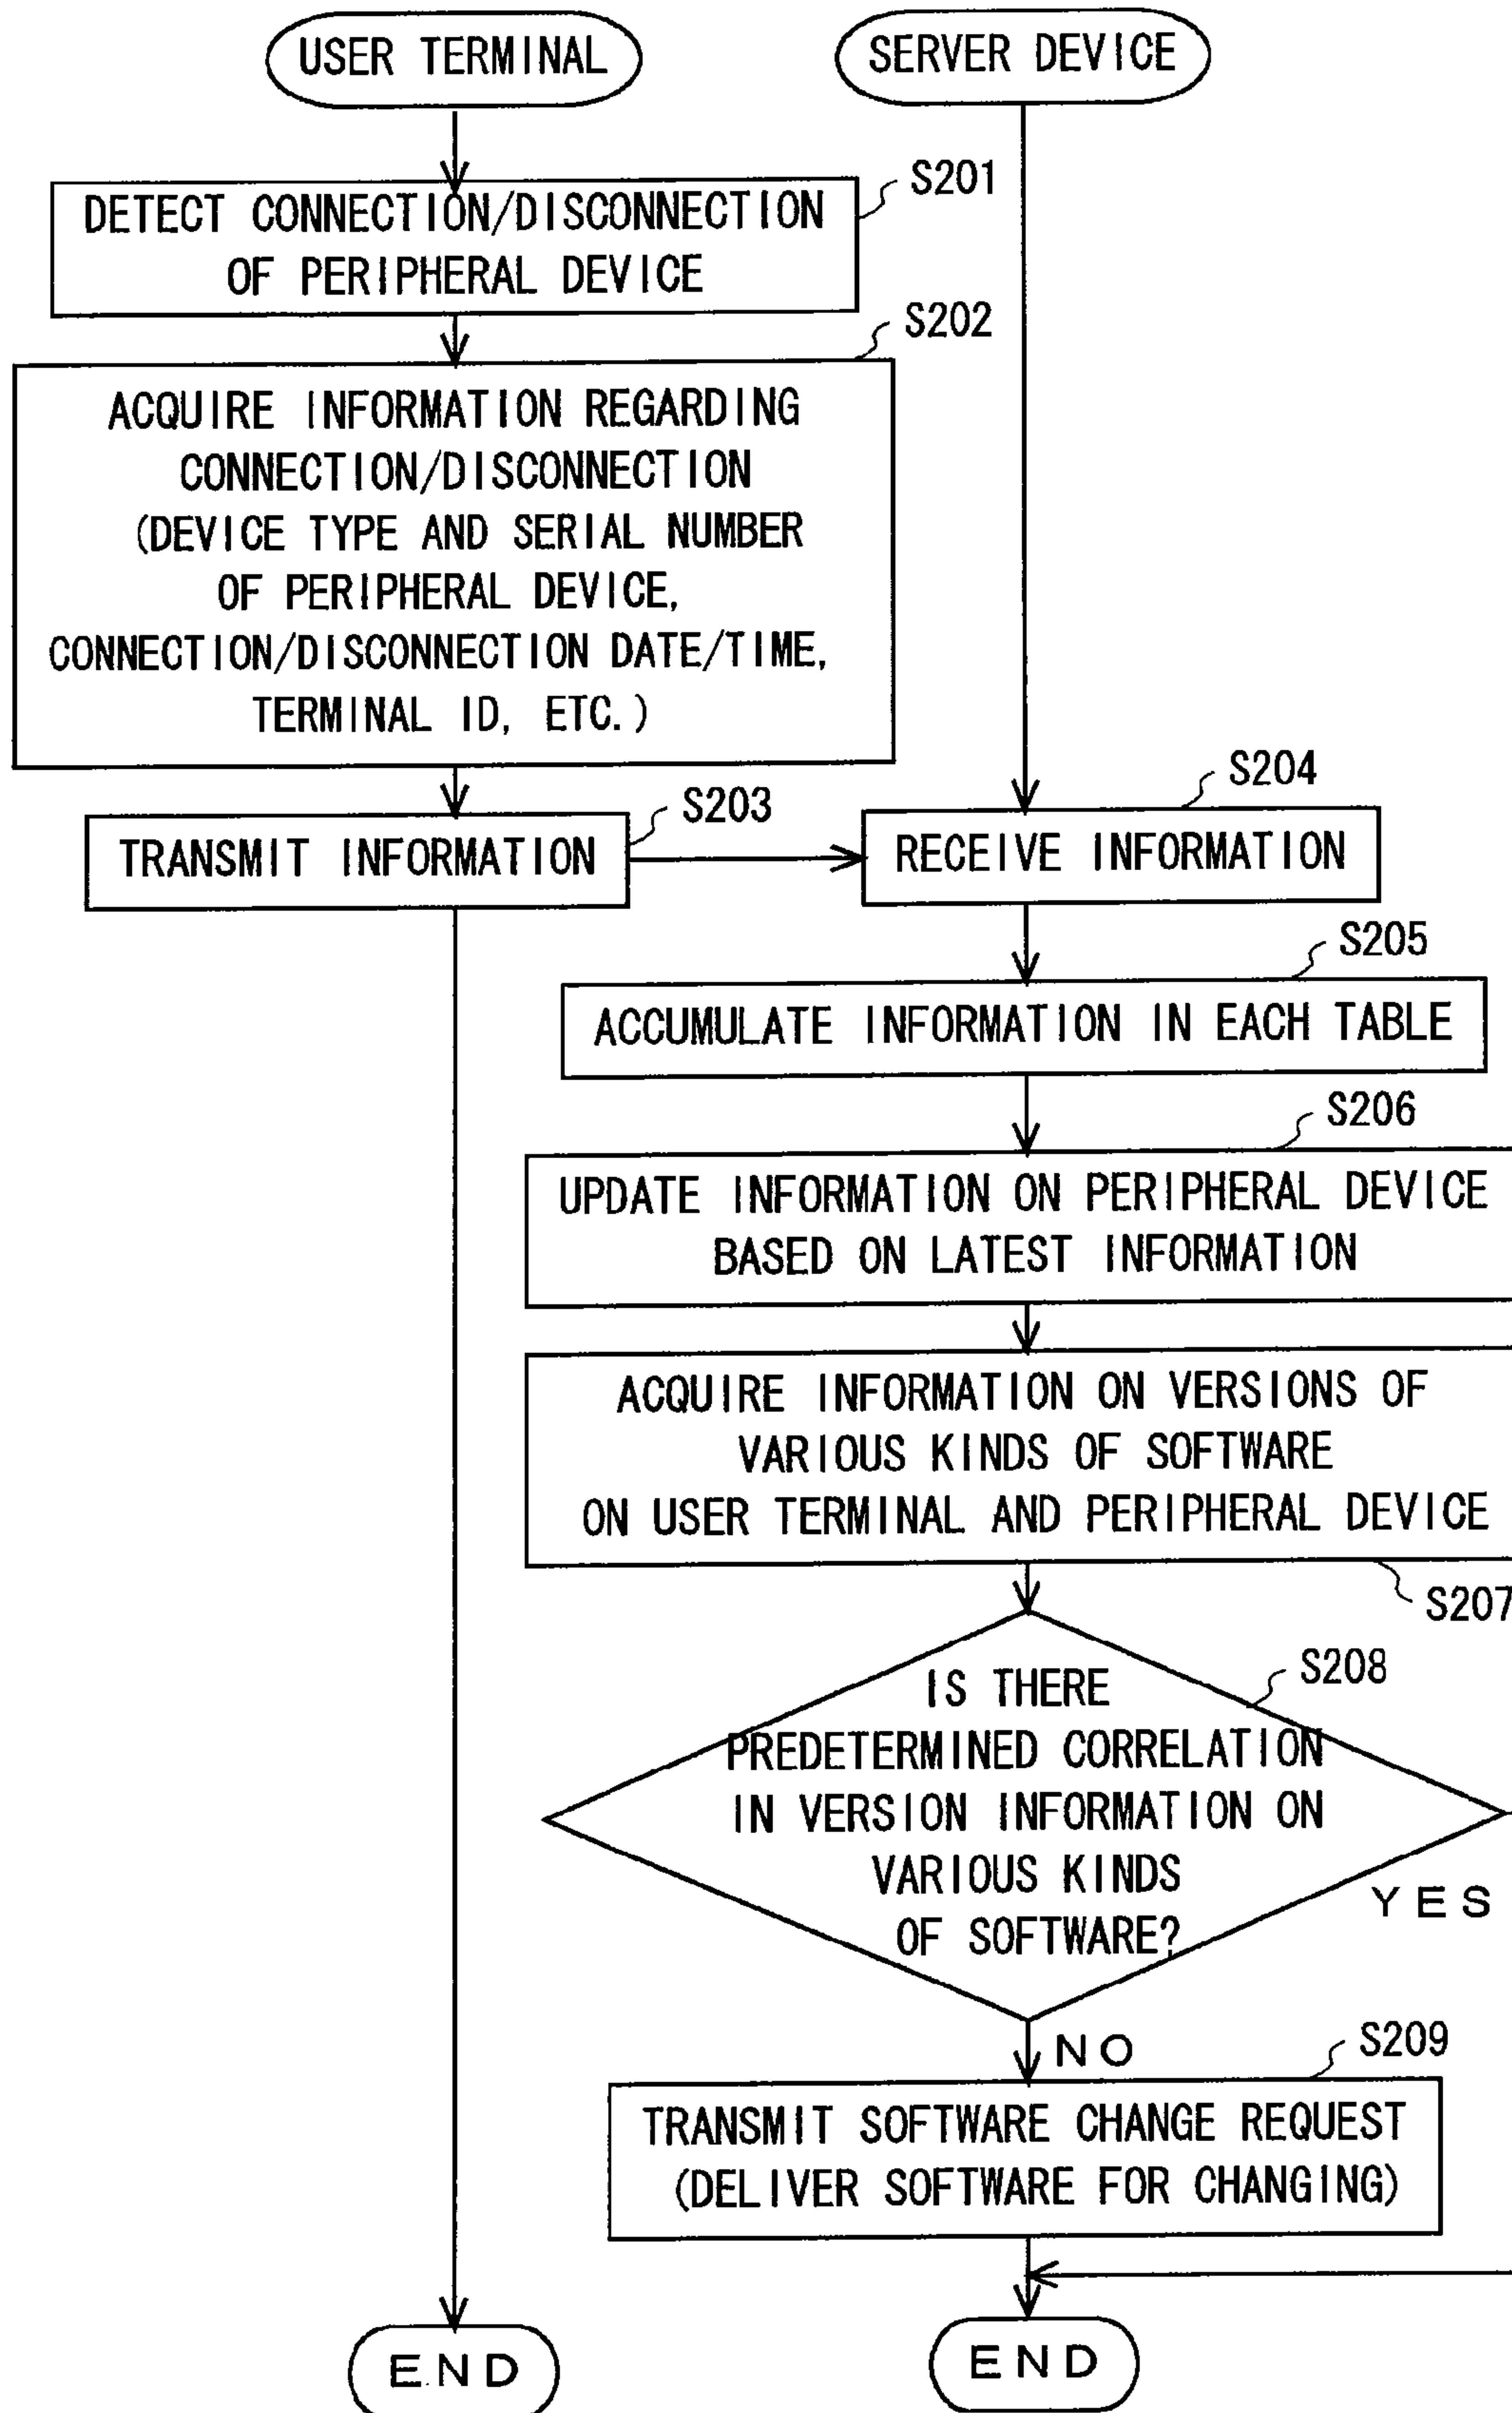 USER TERMINAL
SERVER DEVICE
S201
DETECT CONNECTION/DISCONNECTION
OF PERIPHERAL DEVICE
S202
ACQUIRE INFORMATION REGARDING
CONNECTION/DISCONNECTION
(DEVICE TYPE AND SERIAL NUMBER
OF PERIPHERAL DEVICE,
CONNECTION/DISCONNECTION DATE/TIME,
TERMINAL ID, ETC.)
S203
TRANSMIT INFORMATION
S204
RECEIVE INFORMATION
S205
ACCUMULATE INFORMATION IN EACH TABLE
S206
UPDATE INFORMATION ON PERIPHERAL DEVICE
BASED ON LATEST INFORMATION
ACQUIRE INFORMATION ON VERSIONS OF
VARIOUS KINDS OF SOFTWARE
ON USER TERMINAL AND PERIPHERAL DEVICE
S207
S208
IS THERE
PREDETERMINED CORRELATION
IN VERSION INFORMATION ON
VARIOUS KINDS
OF SOFTWARE?
YES
NO
S209
TRANSMIT SOFTWARE CHANGE REQUEST
(DELIVER SOFTWARE FOR CHANGING)
END
END